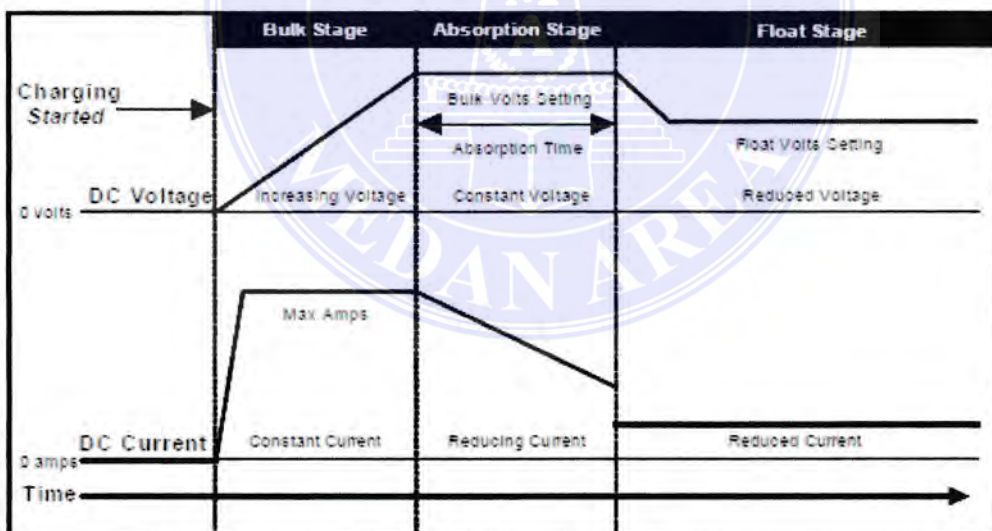 Bulk Stage Absorption Stage Float Stage
Charging
Started
Bulk Volts Setting
Absorption Time
Float Volts Setting
DC Voltage
0 volts
Increasing Voltage Constant Voltage Reduced Voltage
MEDAN AREA
Max Amps
DC Current
0 amps
Constant Current Reducing Current Reduced Current
Time